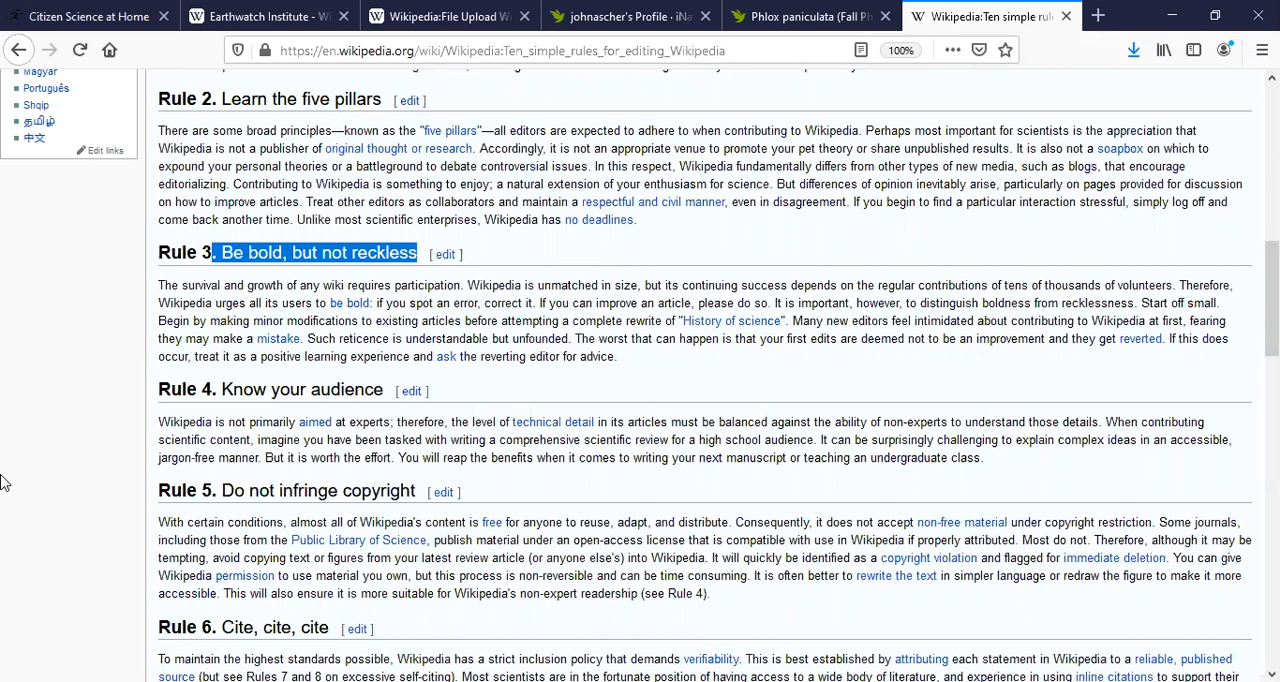 Citizen Science at Home
Earthwatch Institute - Wi
Wikipedia:File Upload W
johnascher's Profile · iNa
Phlox paniculata (Fall Ph
Wikipedia:Ten simple rul
https://en.wikipedia.org/wiki/Wikipedia:Ten_simple_rules_for_editing_Wikipedia
100%
Magyar
Português
Shqip
தமிழ்
中文
Edit links
Rule 2. Learn the five pillars [ edit ]
There are some broad principles—known as the "five pillars"—all editors are expected to adhere to when contributing to Wikipedia. Perhaps most important for scientists is the appreciation that
Wikipedia is not a publisher of original thought or research. Accordingly, it is not an appropriate venue to promote your pet theory or share unpublished results. It is also not a soapbox on which to
expound your personal theories or a battleground to debate controversial issues. In this respect, Wikipedia fundamentally differs from other types of new media, such as blogs, that encourage
editorializing. Contributing to Wikipedia is something to enjoy; a natural extension of your enthusiasm for science. But differences of opinion inevitably arise, particularly on pages provided for discussion
on how to improve articles. Treat other editors as collaborators and maintain a respectful and civil manner, even in disagreement. If you begin to find a particular interaction stressful, simply log off and
come back another time. Unlike most scientific enterprises, Wikipedia has no deadlines.
Rule 3. Be bold, but not reckless [ edit ]
The survival and growth of any wiki requires participation. Wikipedia is unmatched in size, but its continuing success depends on the regular contributions of tens of thousands of volunteers. Therefore,
Wikipedia urges all its users to be bold: if you spot an error, correct it. If you can improve an article, please do so. It is important, however, to distinguish boldness from recklessness. Start off small.
Begin by making minor modifications to existing articles before attempting a complete rewrite of "History of science". Many new editors feel intimidated about contributing to Wikipedia at first, fearing
they may make a mistake. Such reticence is understandable but unfounded. The worst that can happen is that your first edits are deemed not to be an improvement and they get reverted. If this does
occur, treat it as a positive learning experience and ask the reverting editor for advice.
Rule 4. Know your audience [ edit ]
Wikipedia is not primarily aimed at experts; therefore, the level of technical detail in its articles must be balanced against the ability of non-experts to understand those details. When contributing
scientific content, imagine you have been tasked with writing a comprehensive scientific review for a high school audience. It can be surprisingly challenging to explain complex ideas in an accessible,
jargon-free manner. But it is worth the effort. You will reap the benefits when it comes to writing your next manuscript or teaching an undergraduate class.
Rule 5. Do not infringe copyright [ edit ]
With certain conditions, almost all of Wikipedia's content is free for anyone to reuse, adapt, and distribute. Consequently, it does not accept non-free material under copyright restriction. Some journals,
including those from the Public Library of Science, publish material under an open-access license that is compatible with use in Wikipedia if properly attributed. Most do not. Therefore, although it may be
tempting, avoid copying text or figures from your latest review article (or anyone else's) into Wikipedia. It will quickly be identified as a copyright violation and flagged for immediate deletion. You can give
Wikipedia permission to use material you own, but this process is non-reversible and can be time consuming. It is often better to rewrite the text in simpler language or redraw the figure to make it more
accessible. This will also ensure it is more suitable for Wikipedia's non-expert readership (see Rule 4).
Rule 6. Cite, cite, cite [ edit ]
To maintain the highest standards possible, Wikipedia has a strict inclusion policy that demands verifiability. This is best established by attributing each statement in Wikipedia to a reliable, published
source (but see Rules 7 and 8 on excessive self-citing). Most scientists are in the fortunate position of having access to a wide body of literature, and experience in using inline citations to support their